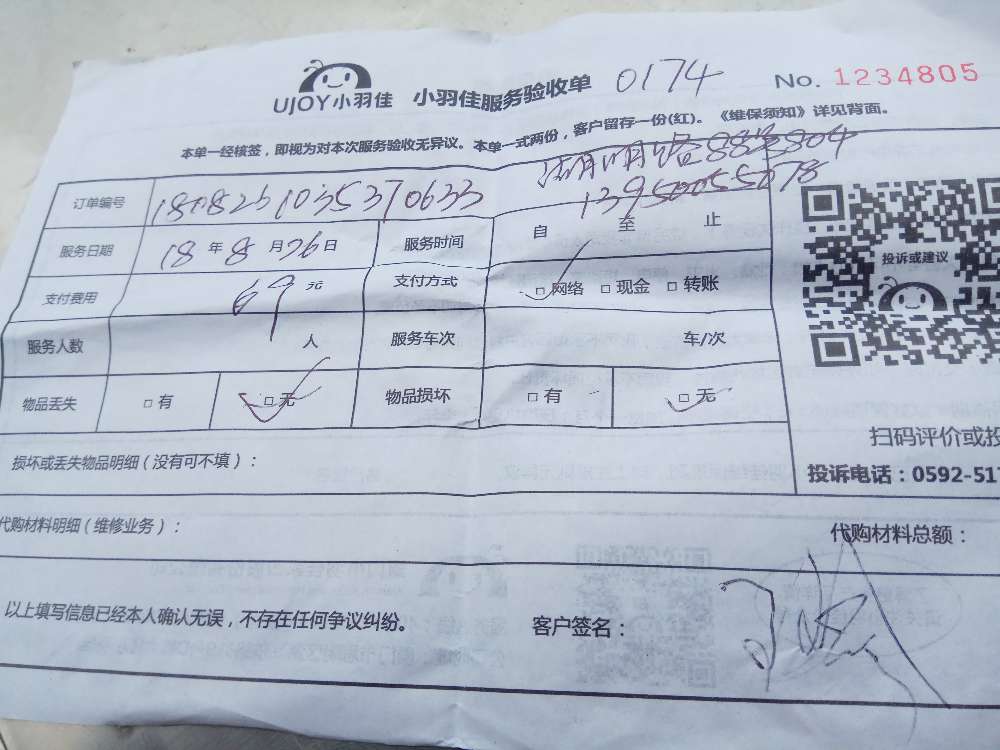 UJOY小羽佳 小羽佳服务验收单 0174 No. 1234805
本单一经核签，即视为对本次服务验收无异议。本单一式两份，客户留存一份(红)。《维保须知》详见背面。
订单编号
服务日期 18 年 8 月 26 日 服务时间 自 至 止
支付费用 69 元 支付方式 □ 网络 □ 现金 □ 转账
服务人数 人 服务车次 车/次
物品丢失 □ 有 □ 无 物品损坏 □ 有 □ 无
投诉或建议
扫码评价或投
损坏或丢失物品明细（没有可不填）：
投诉电话：0592-517
代购材料明细（维修业务）：
代购材料总额：
以上填写信息已经本人确认无误，不存在任何争议纠纷。 客户签名：